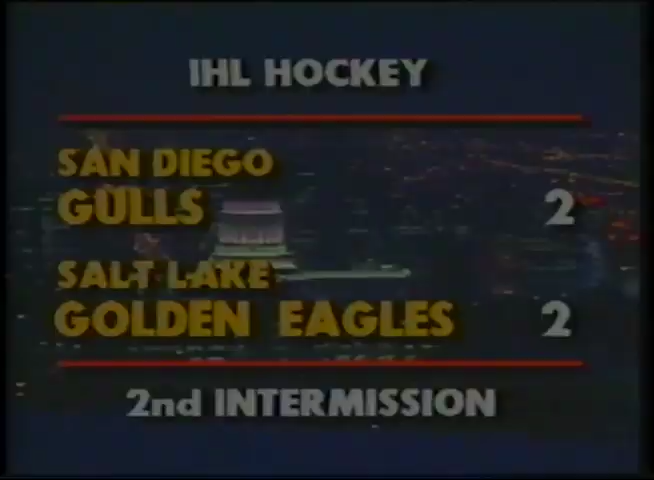 IHL HOCKEY
SAN DIEGO
GULLS 2
SALT LAKE
GOLDEN EAGLES 2
2nd INTERMISSION